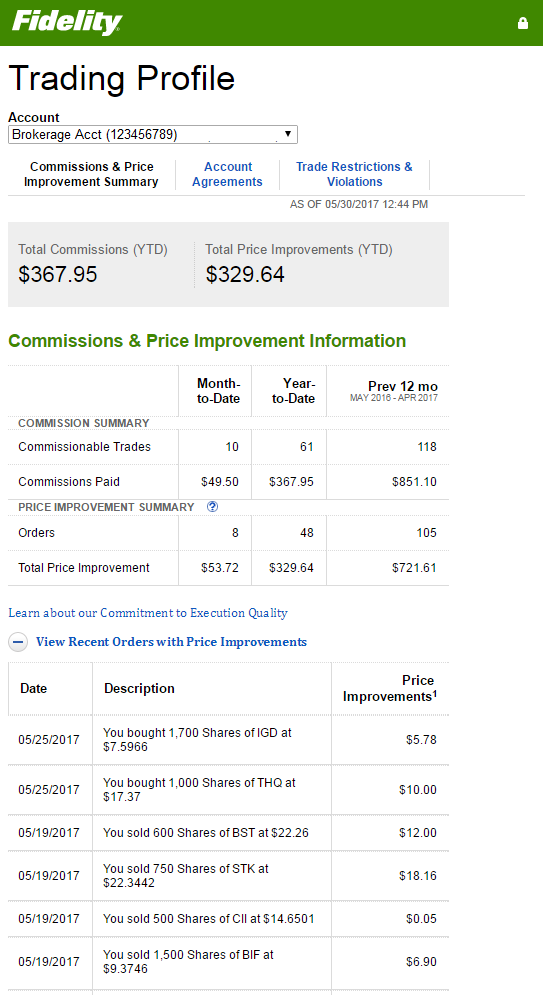 Fidelity
Trading Profile
Account
Brokerage Acct (123456789)
Commissions & Price
Improvement Summary
Account
Agreements
Trade Restrictions &
Violations
AS OF 05/30/2017 12:44 PM
Total Commissions (YTD)
$367.95
Total Price Improvements (YTD)
$329.64
Commissions & Price Improvement Information
Month-
to-Date
Year-
to-Date
Prev 12 mo
MAY 2016 - APR 2017
COMMISSION SUMMARY
Commissionable Trades 10 61 118
Commissions Paid $49.50 $367.95 $851.10
PRICE IMPROVEMENT SUMMARY ?
Orders 8 48 105
Total Price Improvement $53.72 $329.64 $721.61
Learn about our Commitment to Execution Quality
View Recent Orders with Price Improvements
Date Description Price
Improvements¹
05/25/2017 You bought 1,700 Shares of IGD at
$7.5966 $5.78
05/25/2017 You bought 1,000 Shares of THQ at
$17.37 $10.00
05/19/2017 You sold 600 Shares of BST at $22.26 $12.00
05/19/2017 You sold 750 Shares of STK at
$22.3442 $18.16
05/19/2017 You sold 500 Shares of CII at $14.6501 $0.05
05/19/2017 You sold 1,500 Shares of BIF at
$9.3746 $6.90